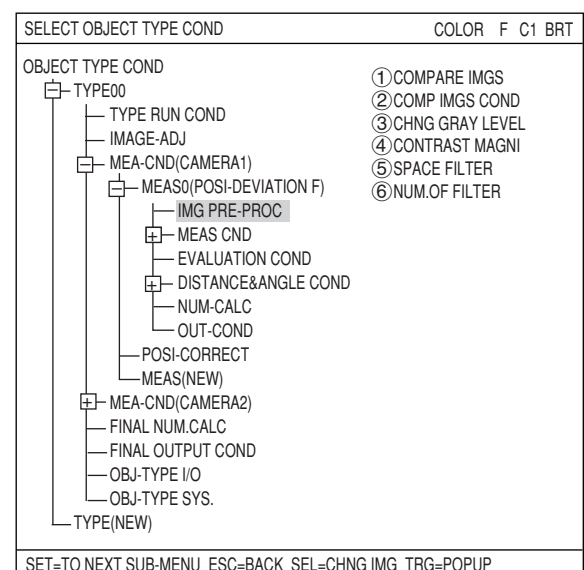 SELECT OBJECT TYPE COND COLOR F C1 BRT
OBJECT TYPE COND
TYPE00
TYPE RUN COND
IMAGE-ADJ
MEA-CND(CAMERA1)
MEAS0(POSI-DEVIATION F)
IMG PRE-PROC
MEAS CND
EVALUATION COND
DISTANCE&ANGLE COND
NUM-CALC
OUT-COND
POSI-CORRECT
MEAS(NEW)
MEA-CND(CAMERA2)
FINAL NUM.CALC
FINAL OUTPUT COND
OBJ-TYPE I/O
OBJ-TYPE SYS.
TYPE(NEW)
①COMPARE IMGS
②COMP IMGS COND
③CHNG GRAY LEVEL
④CONTRAST MAGNI
⑤SPACE FILTER
⑥NUM.OF FILTER
SET=TO NEXT SUB-MENU ESC=BACK SEL=CHNG IMG TRG=POPUP